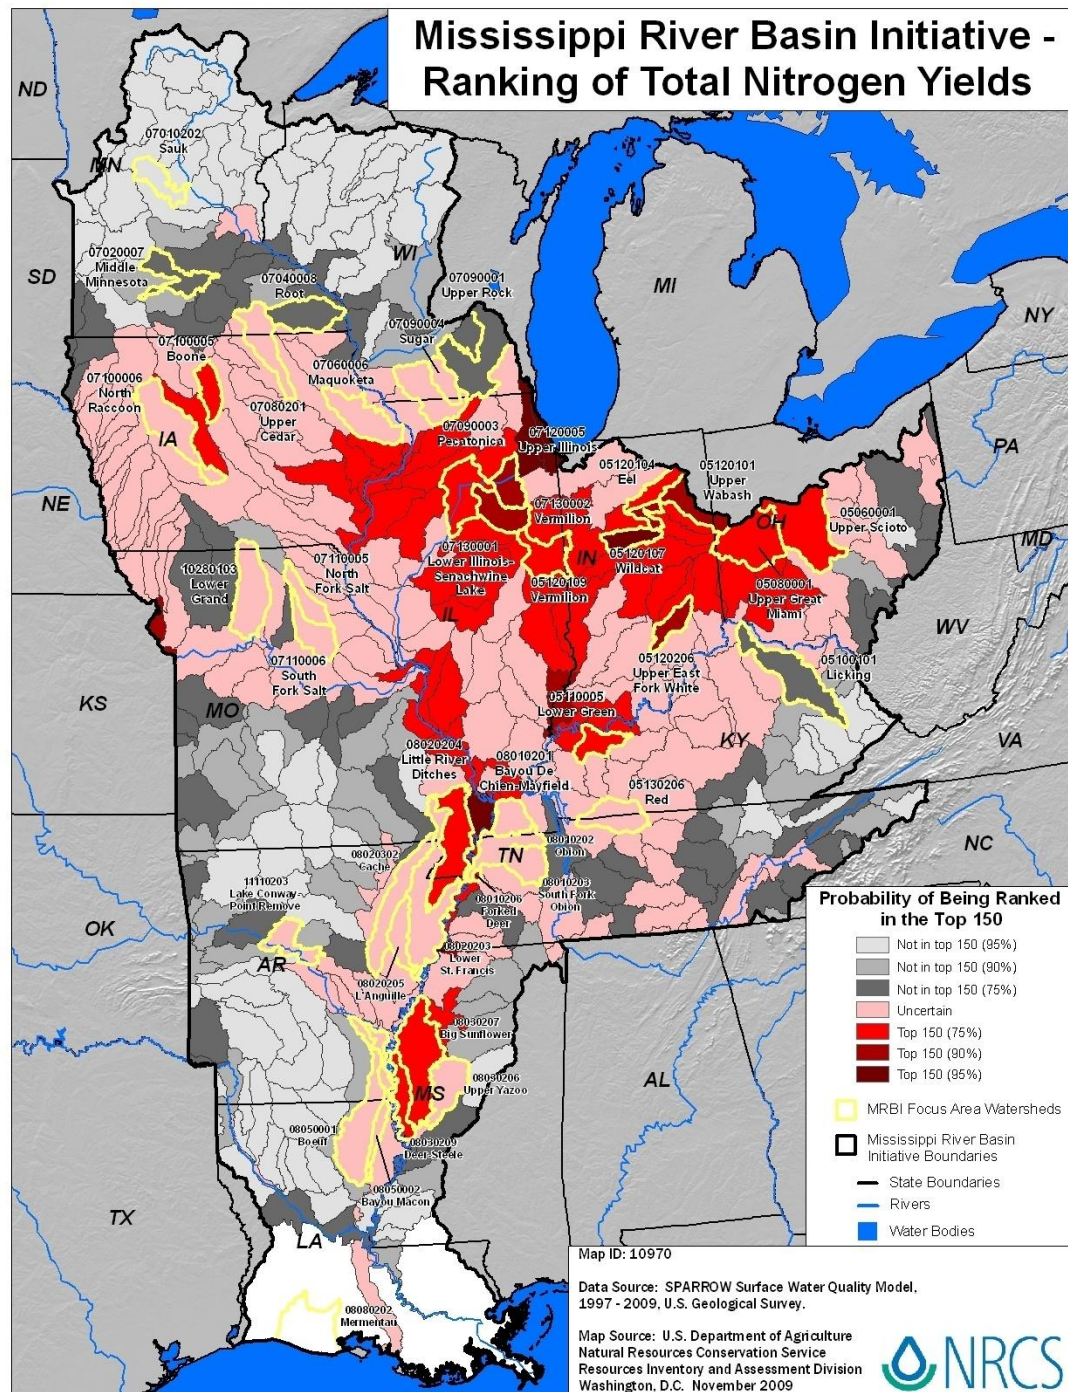 Mississippi River Basin Initiative -
Ranking of Total Nitrogen Yields
ND
07010202
Sauk
MN
SD
07020007
Middle
Minnesota
07040008
Root
WI
07090001
Upper Rock
MI
NY
07090004
Sugar
07100005
Boone
07060006
Maquoketa
07100006
North
Raccoon
IA
07080201
Upper
Cedar
07090003
Pecatonica
07120005
Upper Illinois
05120104
Eel
05120101
Upper
Wabash
PA
NE
07130002
Vermilion
OH
05060001
Upper Scioto
MD
10280103
Lower
Grand
07110005
North
Fork Salt
07130001
Lower Illinois-
Senachwine
Lake
IN
05120107
Wildcat
05120109
Vermilion
05080001
Upper Great
Miami
IL
WV
07110006
South
Fork Salt
05120206
Upper East
Fork White
05100101
Licking
KS
MO
05110005
Lower Green
KY
VA
08020204
Little River
Ditches
08010201
Bayou De
Chien-Mayfield
05130206
Red
NC
08020302
Cache
TN
08010202
Obion
11110203
Lake Conway-
Point Remove
08010206
Forked
Deer
08010203
South Fork
Obion
OK
AR
08020203
Lower
St. Francis
08020205
L'Anguille
08030207
Big Sunflower
AL
08030206
Upper Yazoo
MS
08050001
Boeuf
08030209
Deer-Steele
08050002
Bayou Macon
TX
LA
08080202
Mermentau
Probability of Being Ranked
in the Top 150
Not in top 150 (95%)
Not in top 150 (90%)
Not in top 150 (75%)
Uncertain
Top 150 (75%)
Top 150 (90%)
Top 150 (95%)
MRBI Focus Area Watersheds
Mississippi River Basin
Initiative Boundaries
State Boundaries
Rivers
Water Bodies
Map ID: 10970
Data Source: SPARROW Surface Water Quality Model,
1997 - 2009, U.S. Geological Survey.
Map Source: U.S. Department of Agriculture
Natural Resources Conservation Service
Resources Inventory and Assessment Division
Washington, D.C. November 2009
NRCS